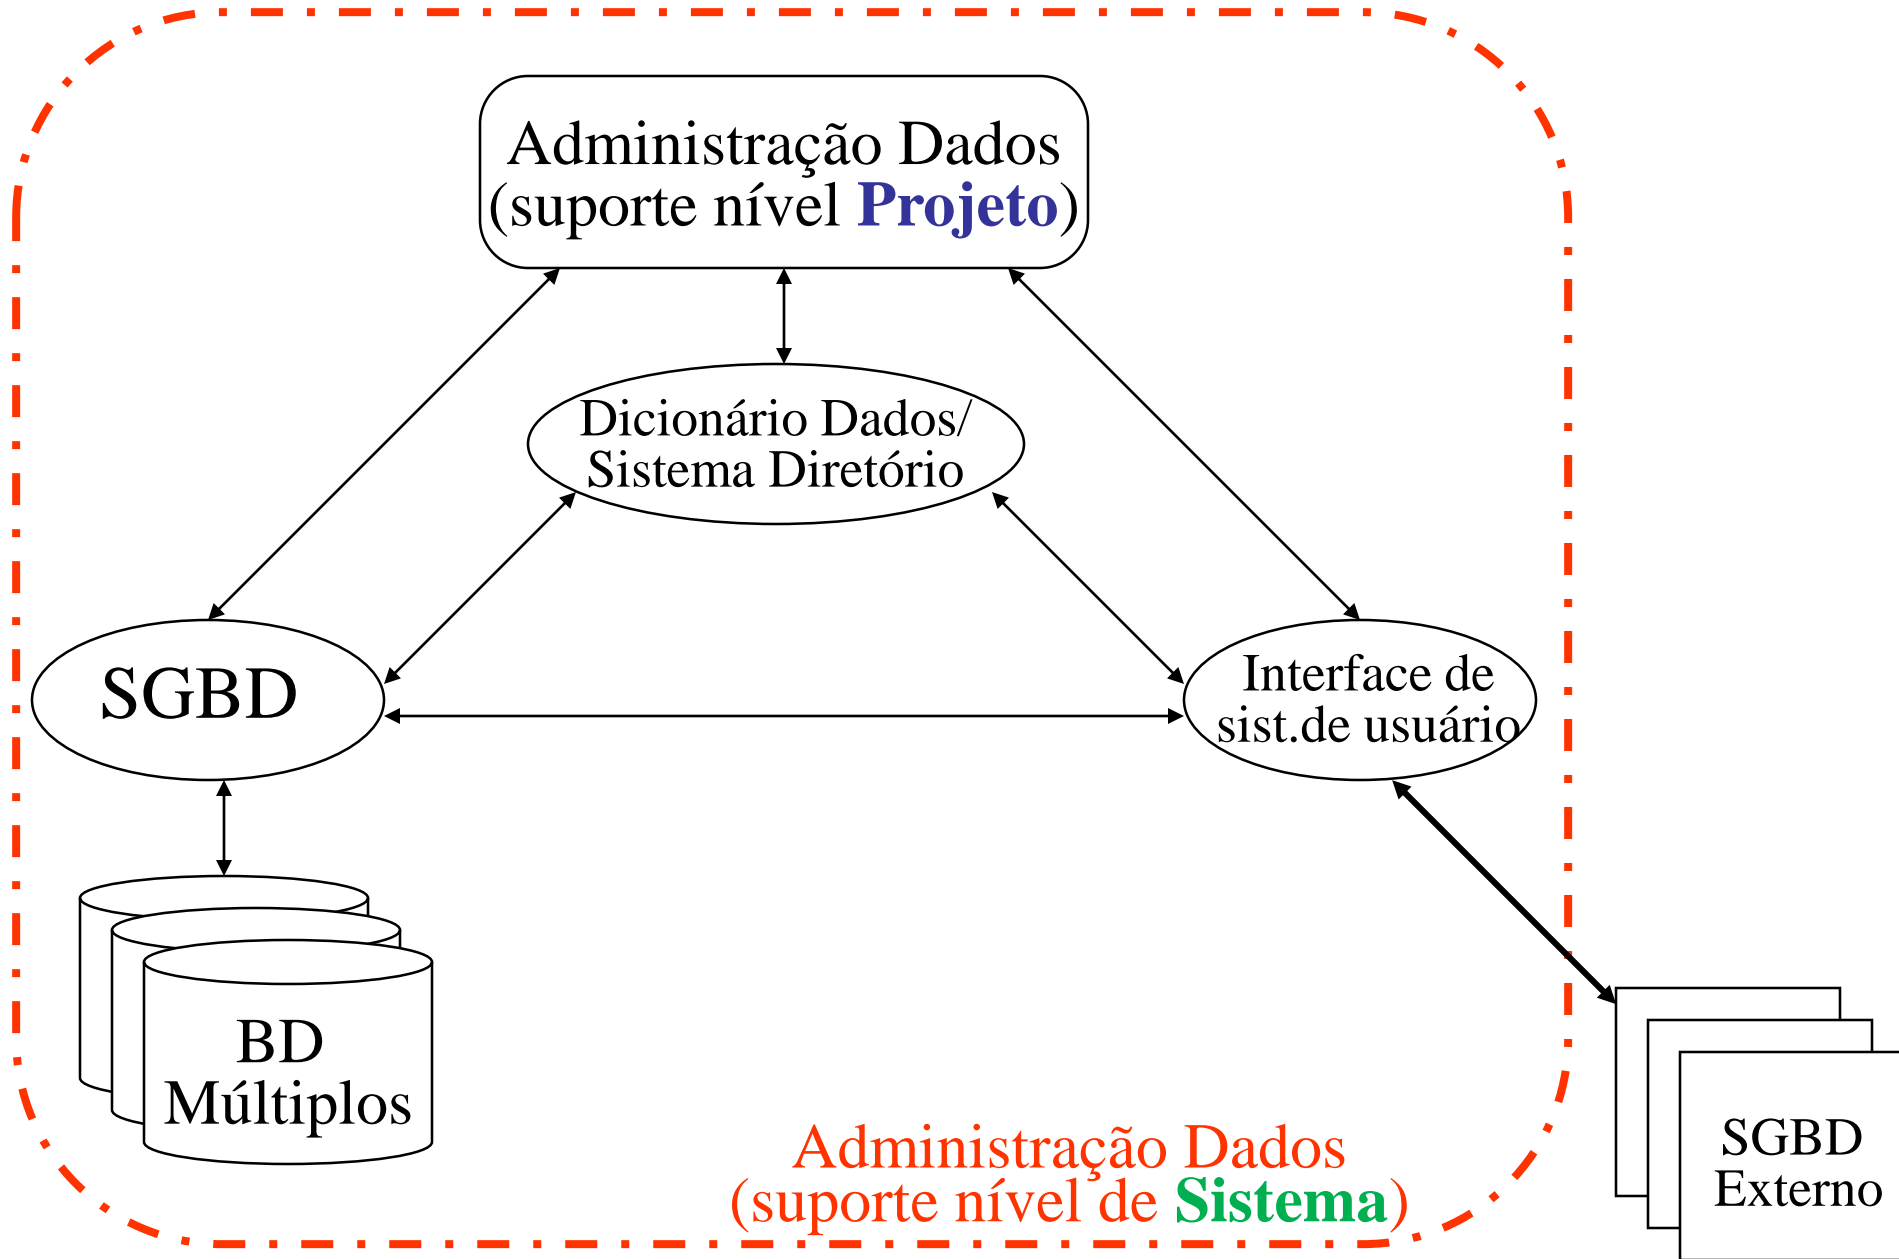 Administração Dados
(suporte nível Projeto)
Dicionário Dados/
Sistema Diretório
SGBD
Interface de
sist.de usuário
BD
Múltiplos
Administração Dados
(suporte nível de Sistema)
SGBD
Externo